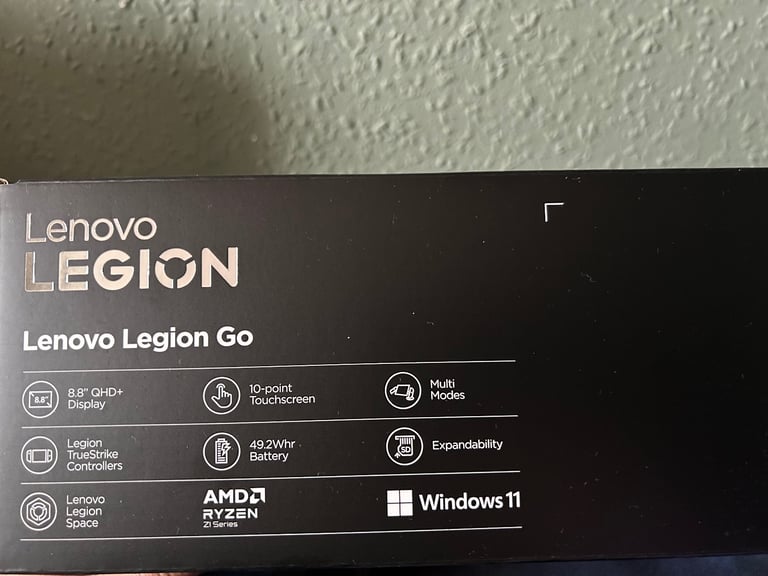 Lenovo
LEGION
Lenovo Legion Go
8.8"
8.8" QHD+
Display
10-point
Touchscreen
Multi
Modes
Legion
TrueStrike
Controllers
49.2Whr
Battery
SD
Expandability
Lenovo
Legion
Space
AMD
RYZEN
Z1 Series
Windows 11